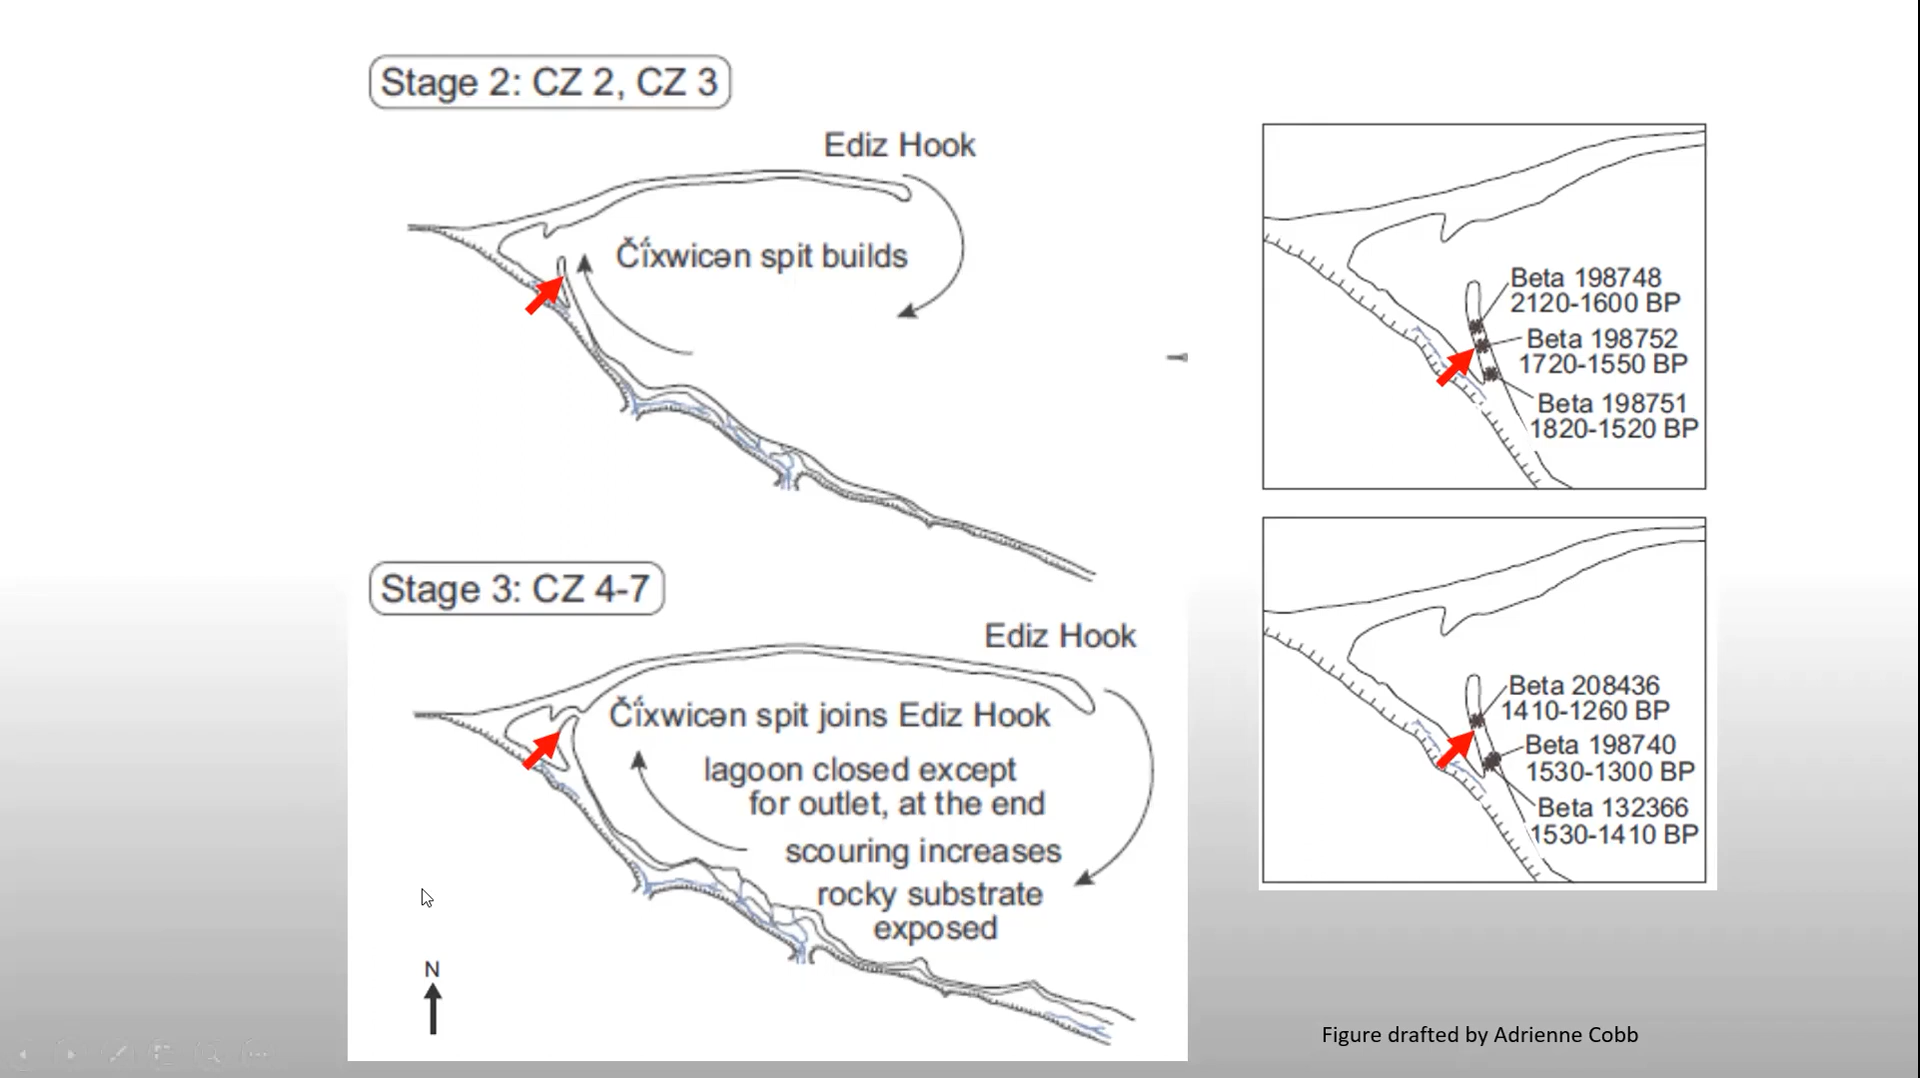 Stage 2: CZ 2, CZ 3
Ediz Hook
Čḯxwicən spit builds
Beta 198748
2120-1600 BP
Beta 198752
1720-1550 BP
Beta 198751
1820-1520 BP
Stage 3: CZ 4-7
Ediz Hook
Čḯxwicən spit joins Ediz Hook
lagoon closed except
for outlet, at the end
scouring increases
rocky substrate
exposed
N
Beta 208436
1410-1260 BP
Beta 198740
1530-1300 BP
Beta 132366
1530-1410 BP
Figure drafted by Adrienne Cobb